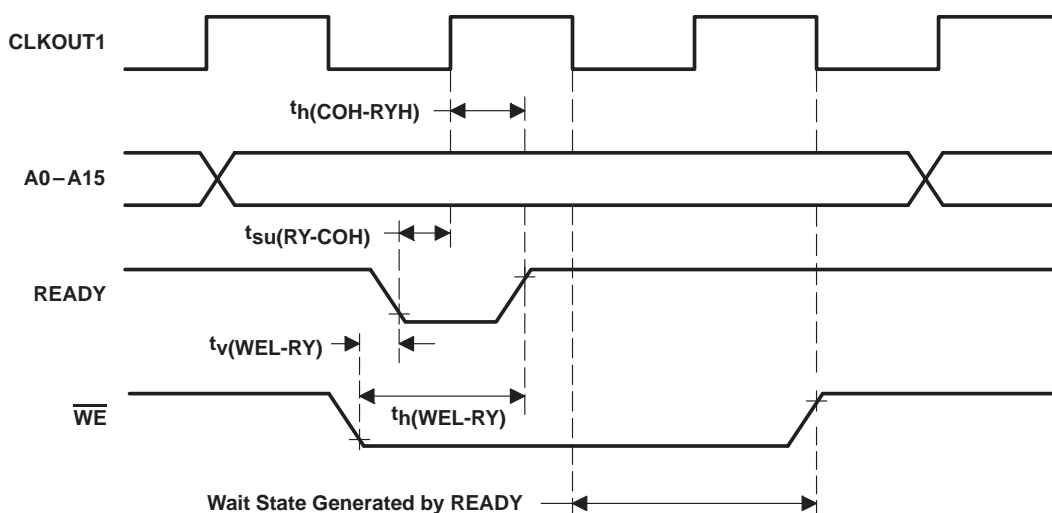 CLKOUT1
th(COH-RYH)
A0–A15
tsu(RY-COH)
READY
tv(WEL-RY)
WE
th(WEL-RY)
Wait State Generated by READY